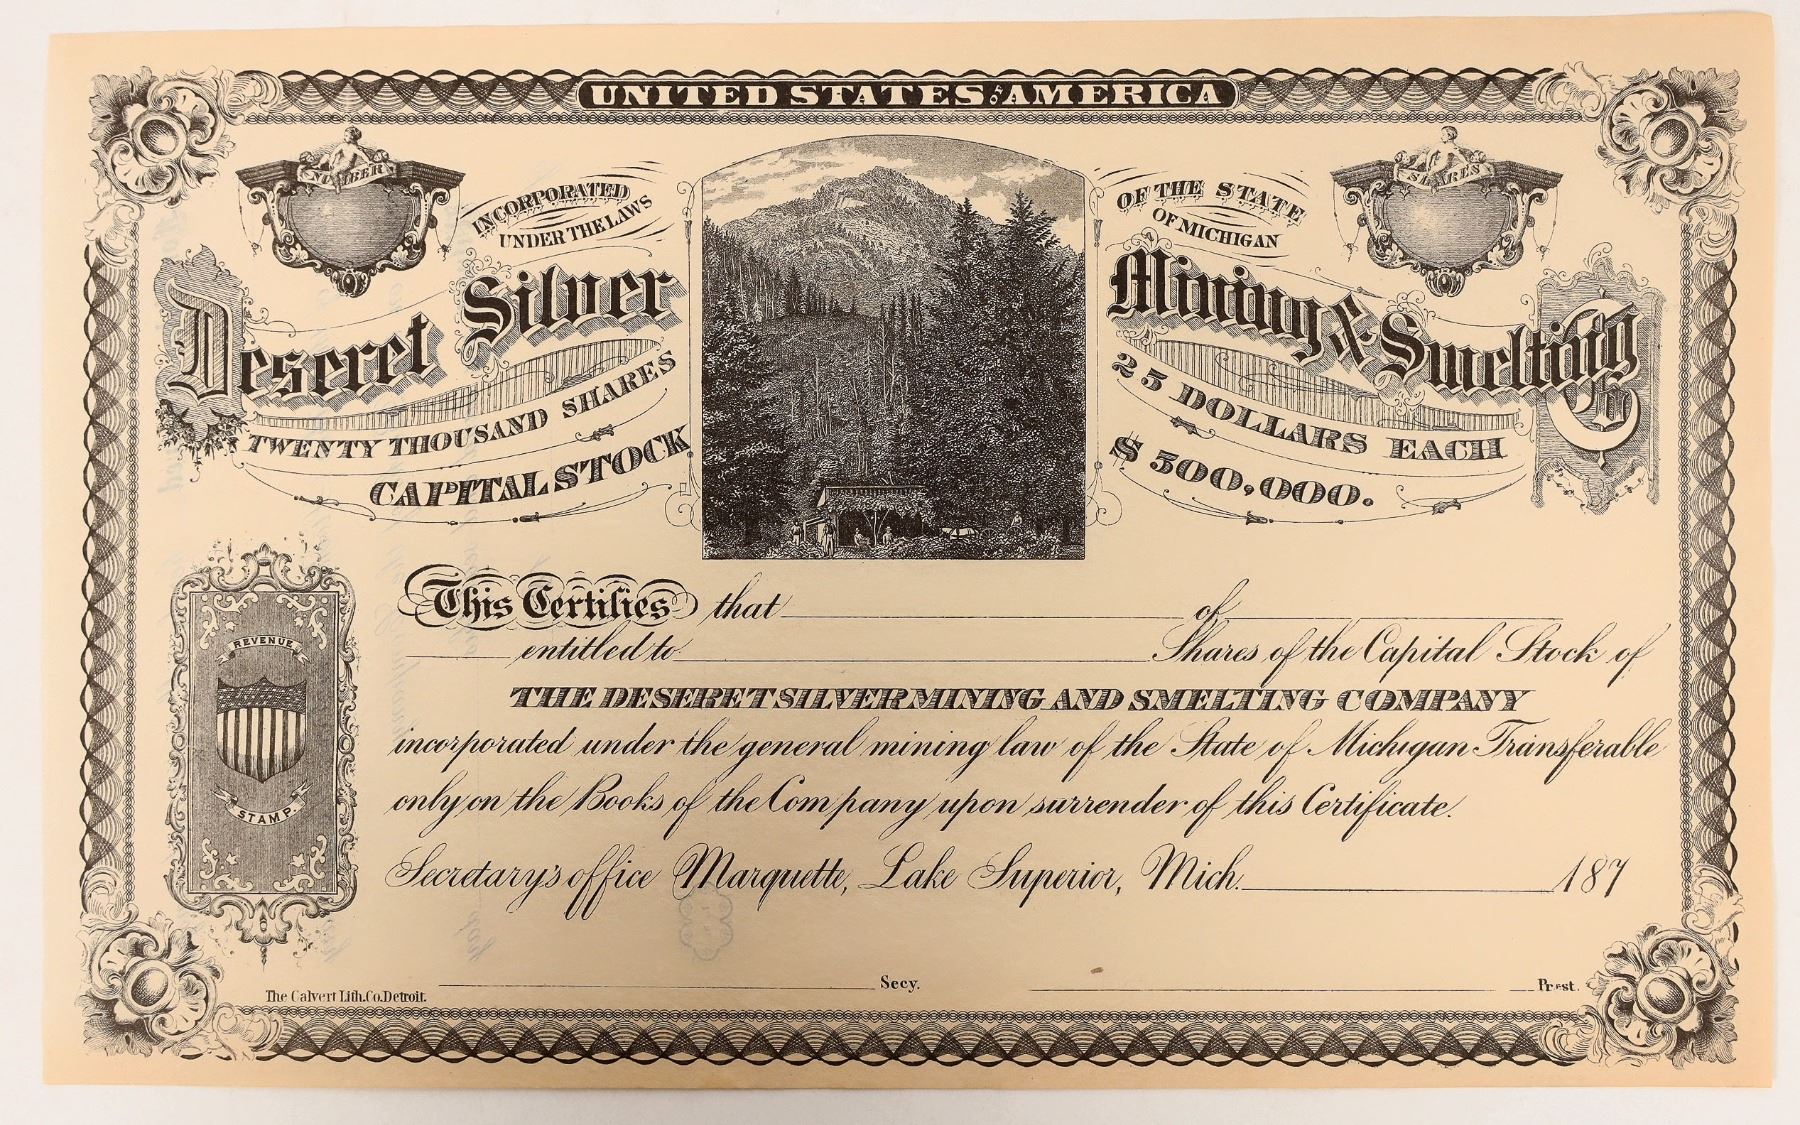 UNITED STATES OF AMERICA
NUMBER
SHARES
INCORPORATED
UNDER THE LAWS
OF THE STATE
OF MICHIGAN
Deseret Silver
Mining & Smelting Co
TWENTY THOUSAND SHARES
25 DOLLARS EACH
CAPITAL STOCK
$500,000.
REVENUE
STAMP
This Certifies that of
entitled to Shares of the Capital Stock of
THE DESERET SILVER MINING AND SMELTING COMPANY
incorporated under the general mining law of the State of Michigan Transferable
only on the Books of the Company upon surrender of this Certificate.
Secretary's office Marquette, Lake Superior, Mich. 187
Secy.
Prest.
The Calvert Lith. Co. Detroit.